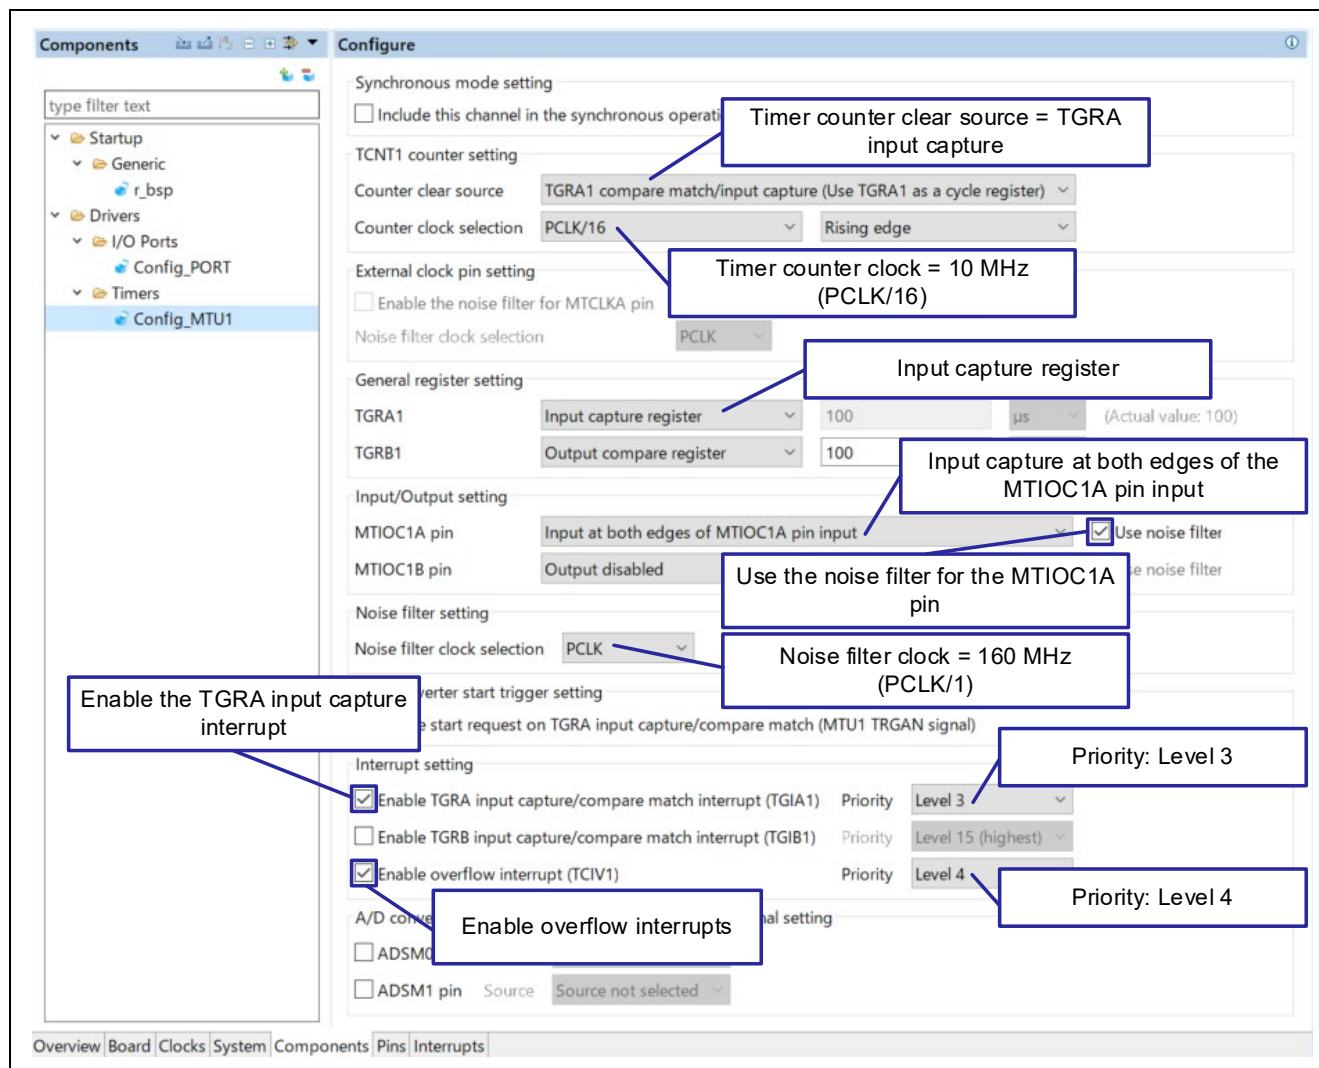 Components
type filter text
Startup
Generic
r_bsp
Drivers
I/O Ports
Config_PORT
Timers
Config_MTU1
Configure
Synchronous mode setting
Include this channel in the synchronous operati
Timer counter clear source = TGRA
input capture
TCNT1 counter setting
Counter clear source TGRA1 compare match/input capture (Use TGRA1 as a cycle register)
Counter clock selection PCLK/16 Rising edge
Timer counter clock = 10 MHz
(PCLK/16)
External clock pin setting
Enable the noise filter for MTCLKA pin
Noise filter clock selection PCLK
Input capture register
General register setting
TGRA1 Input capture register 100 µs (Actual value: 100)
TGRB1 Output compare register 100
Input capture at both edges of the
MTIOC1A pin input
Input/Output setting
MTIOC1A pin Input at both edges of MTIOC1A pin input Use noise filter
MTIOC1B pin Output disabled se noise filter
Use the noise filter for the MTIOC1A
pin
Noise filter setting
Noise filter clock selection PCLK
Noise filter clock = 160 MHz
(PCLK/1)
Enable the TGRA input capture
interrupt
verter start trigger setting
e start request on TGRA input capture/compare match (MTU1 TRGAN signal)
Interrupt setting
Priority: Level 3
Enable TGRA input capture/compare match interrupt (TGIA1) Priority Level 3
Enable TGRB input capture/compare match interrupt (TGIB1) Priority Level 15 (highest)
Enable overflow interrupt (TCIV1) Priority Level 4
Priority: Level 4
Enable overflow interrupts
A/D conve nal setting
ADSM0
ADSM1 pin Source Source not selected
Overview Board Clocks System Components Pins Interrupts